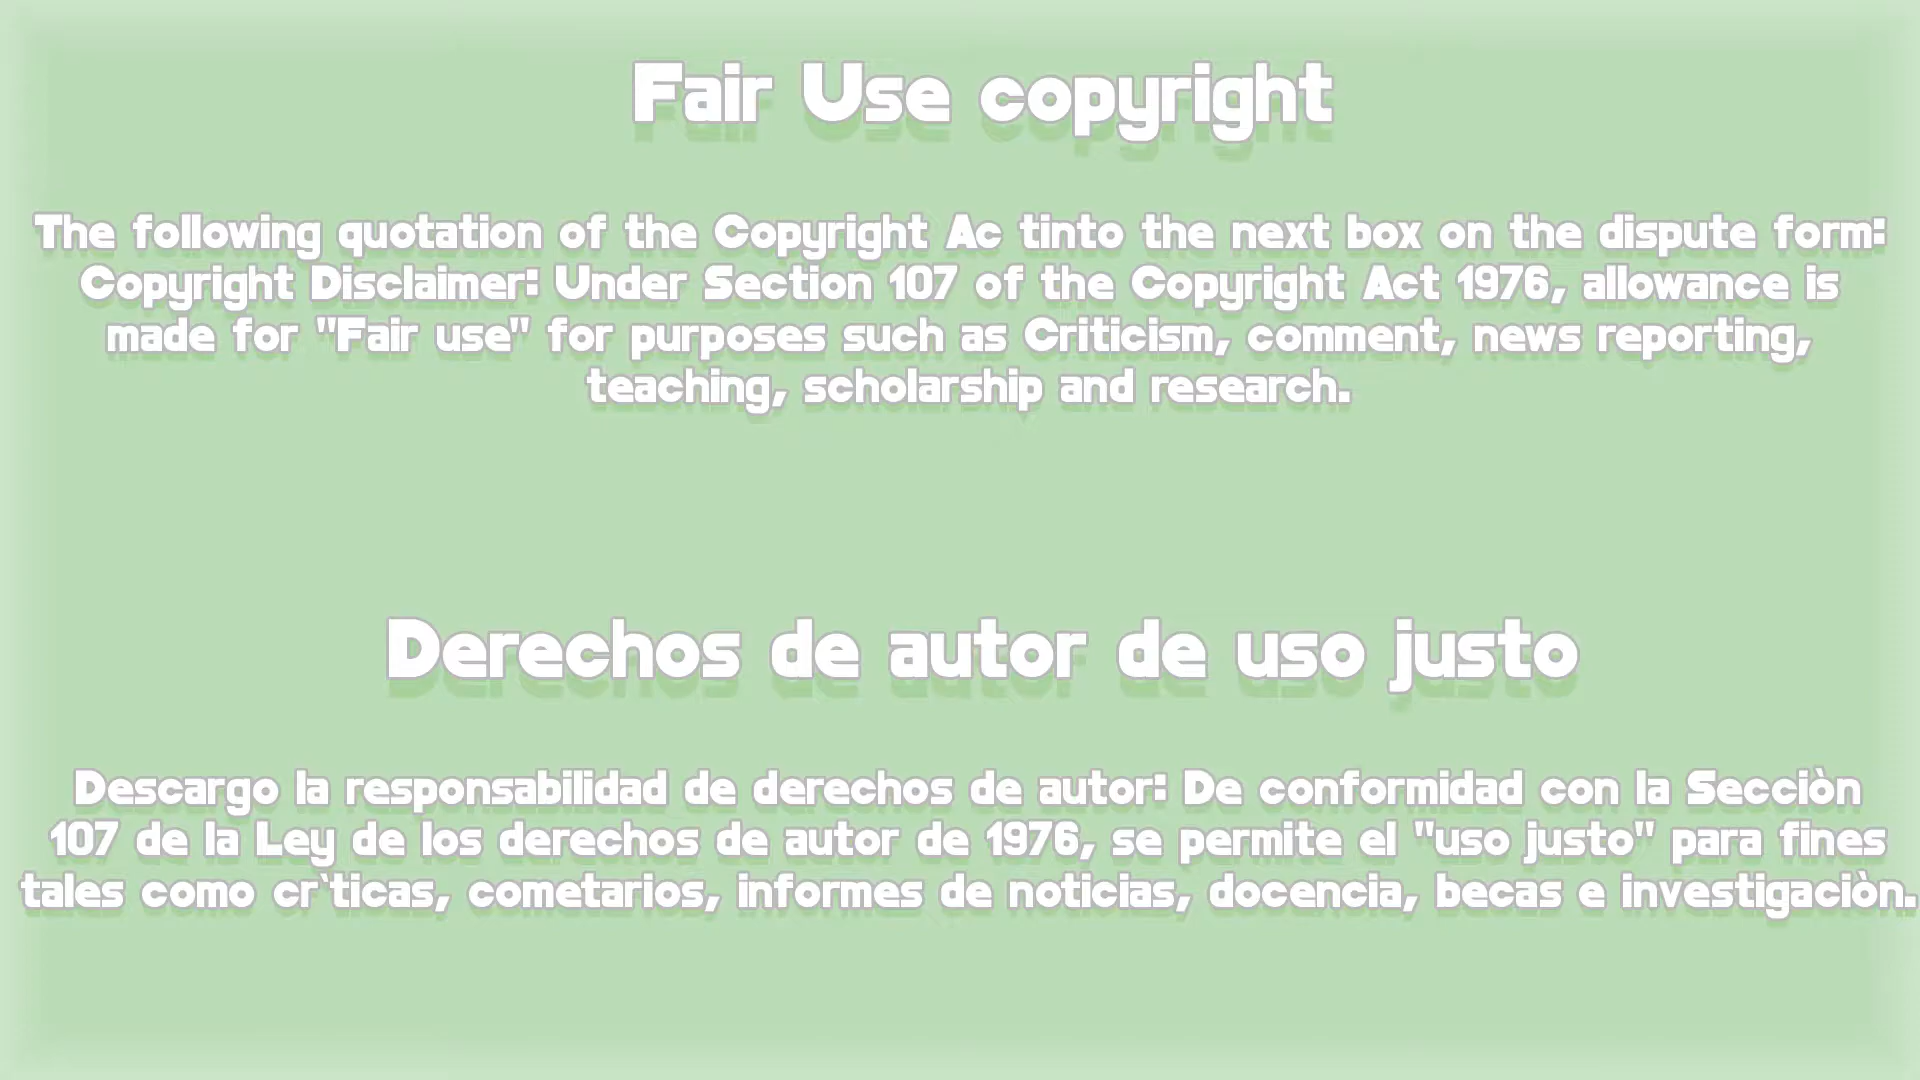 Fair Use copyright
The following quotation of the Copyright Ac tinto the next box on the dispute form:
Copyright Disclaimer: Under Section 107 of the Copyright Act 1976, allowance is
made for "Fair use" for purposes such as Criticism, comment, news reporting,
teaching, scholarship and research.
Derechos de autor de uso justo
Descargo la responsabilidad de derechos de autor: De conformidad con la Secciòn
107 de la Ley de los derechos de autor de 1976, se permite el "uso justo" para fines
tales como cr`ticas, cometarios, informes de noticias, docencia, becas e investigaciòn.